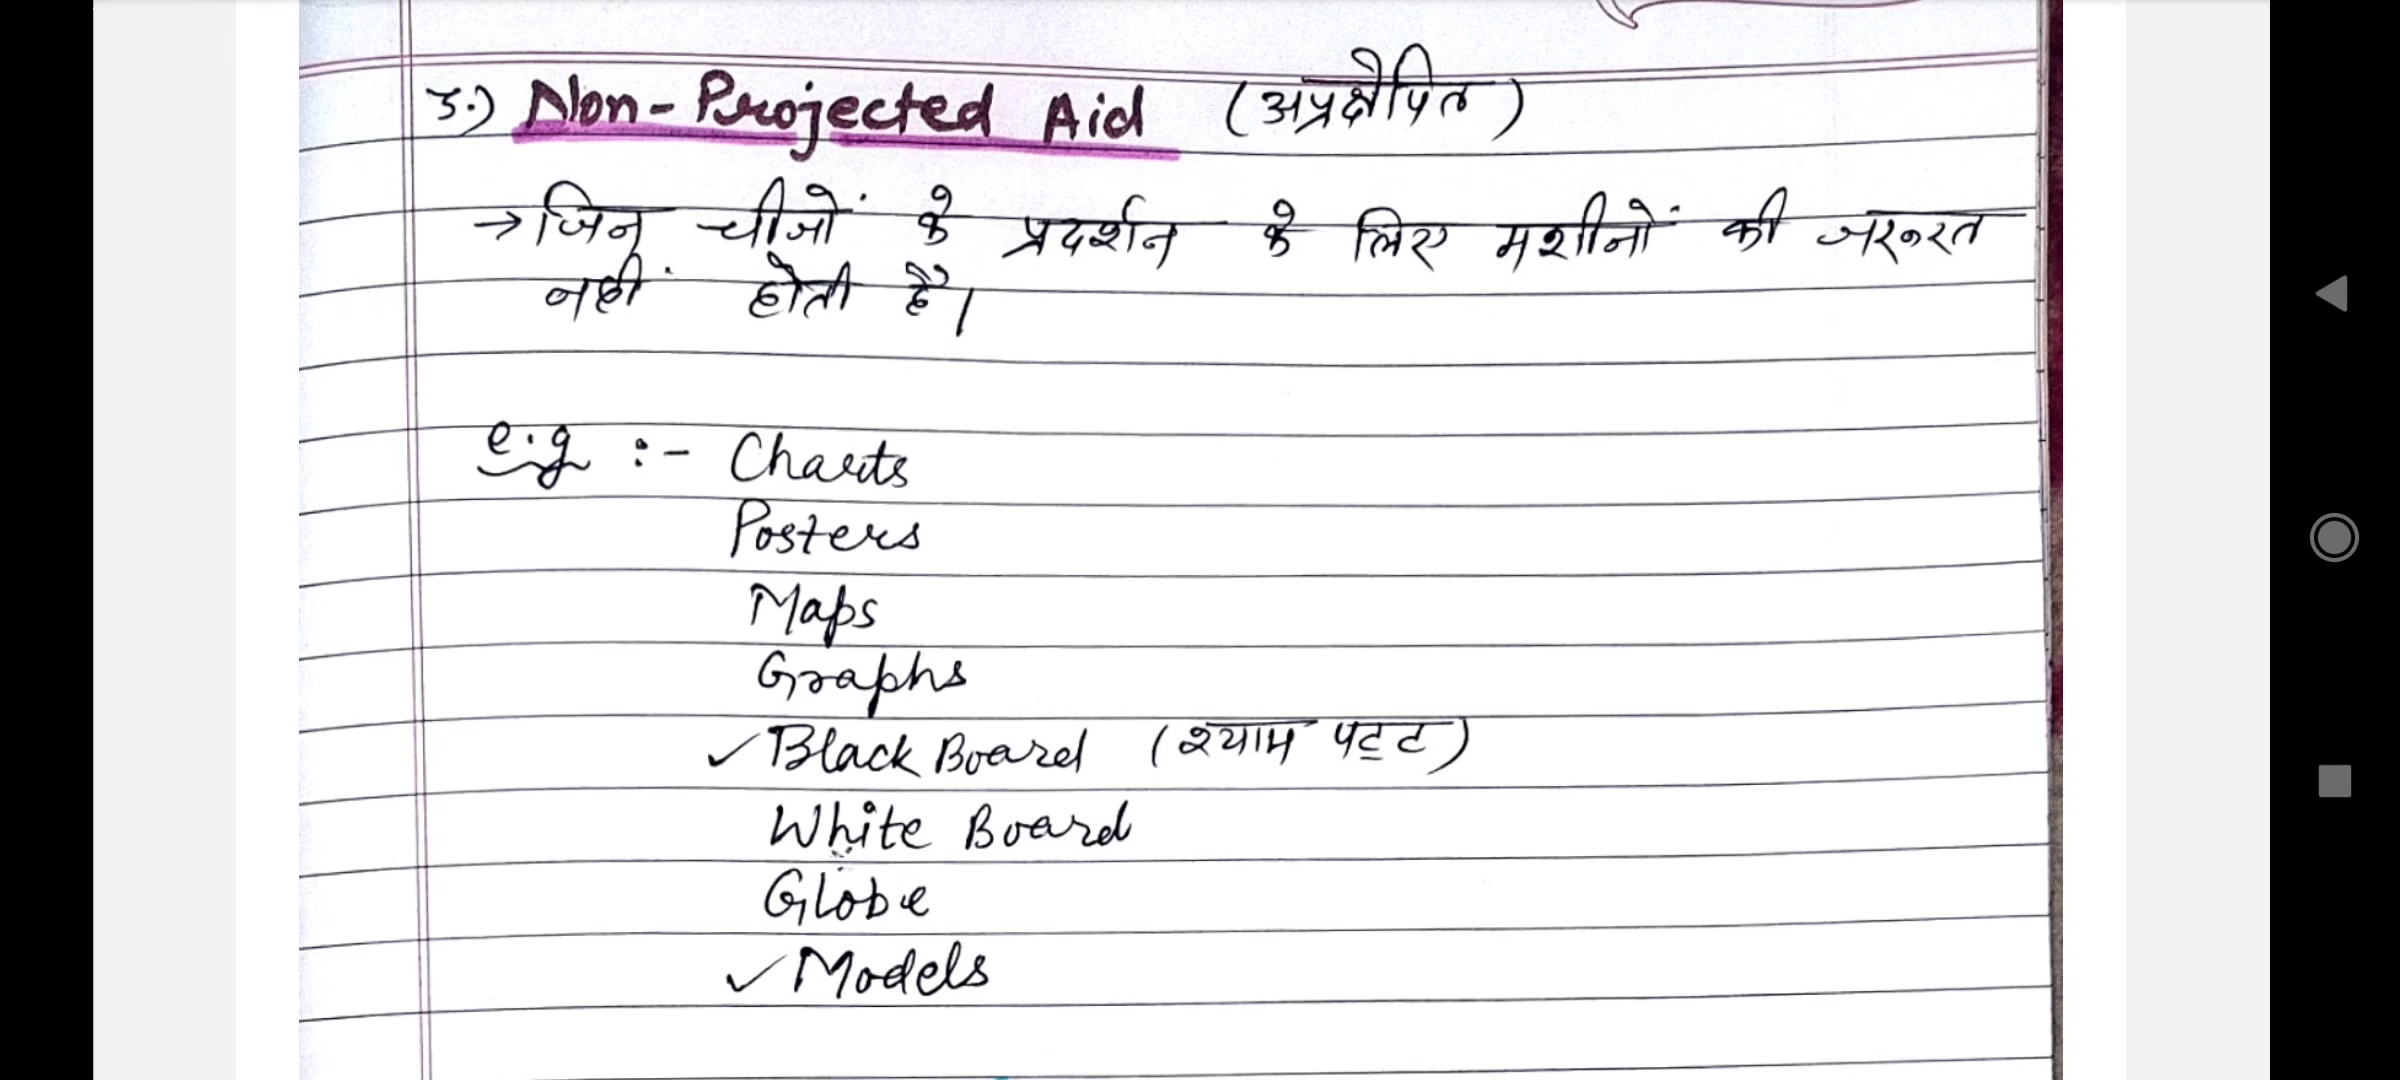 3.) Non-Projected Aid (अप्रक्षेपित)
→ जिन चीजों के प्रदर्शन के लिए मशीनों की जरूरत
नहीं होती है।
e.g :- Charts
Posters
Maps
Graphs
✓ Black Board (श्याम पट्ट)
White Board
Globe
✓ Models